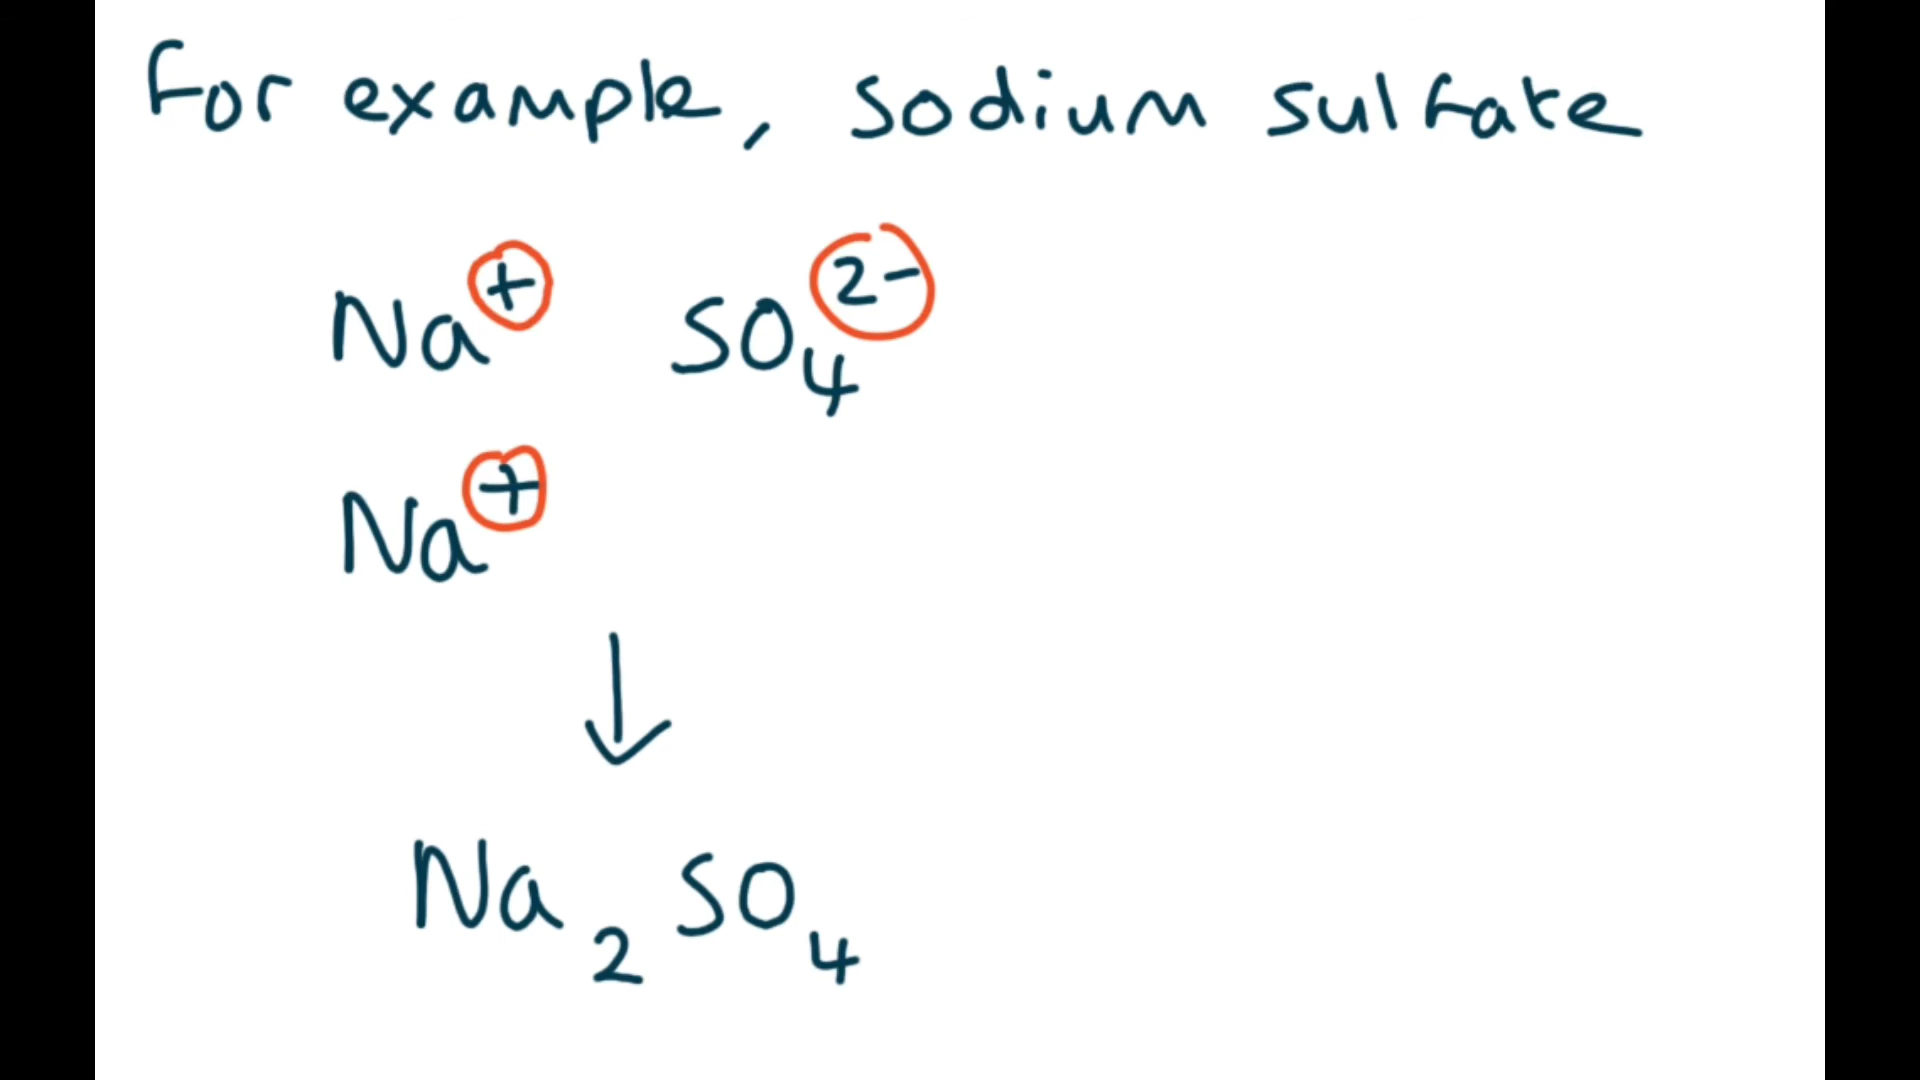 For example, sodium sulfate
Na⁺ SO₄²⁻
Na⁺
↓
Na₂SO₄